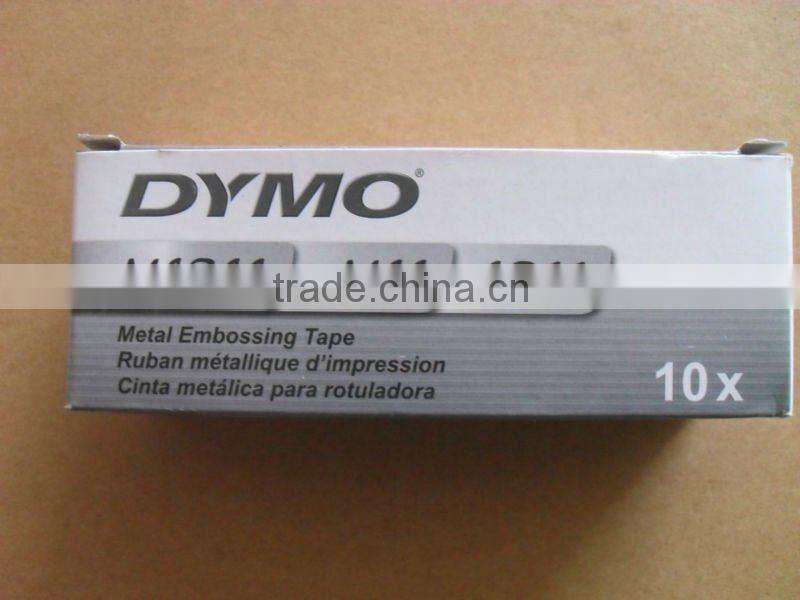 DYMO®
trade.china.cn
Metal Embossing Tape
Ruban métallique d'impression
Cinta metálica para rotuladora
10 x